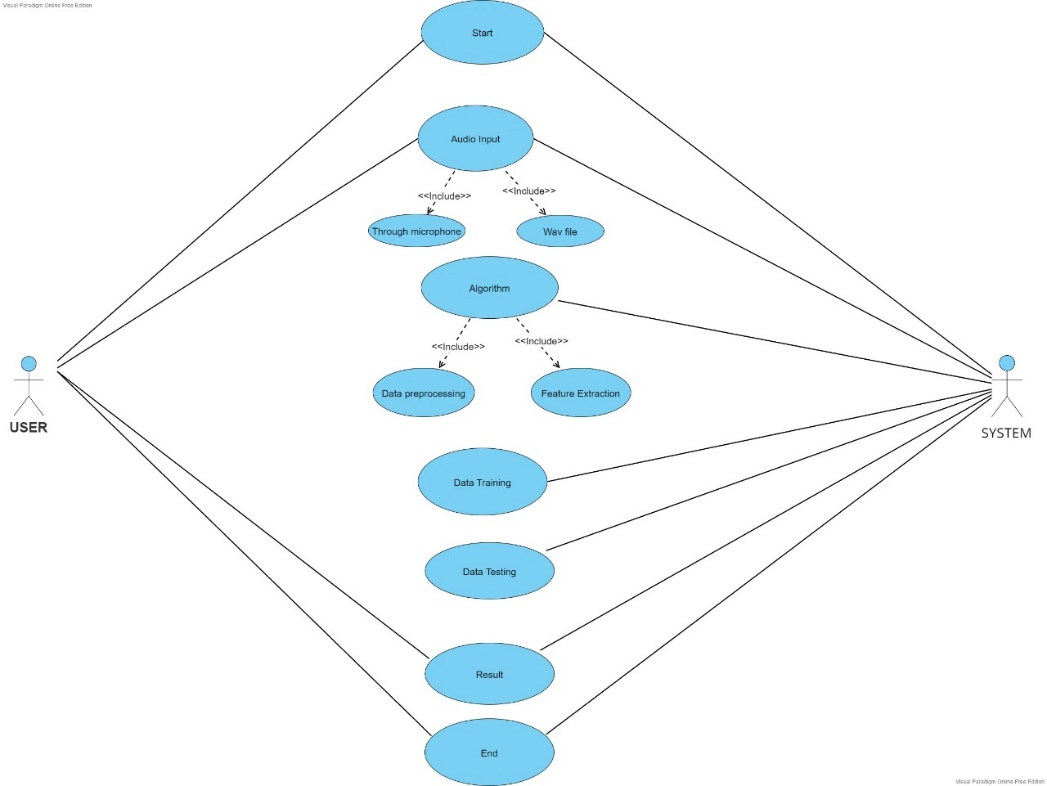 Visual Paradigm Online Free Edition
Start
Audio Input
<<Include>>
<<Include>>
Through microphone
Wav file
Algorithm
<<Include>>
<<Include>>
Data preprocessing
Feature Extraction
USER
SYSTEM
Data Training
Data Testing
Result
End
Visual Paradigm Online Free Edition